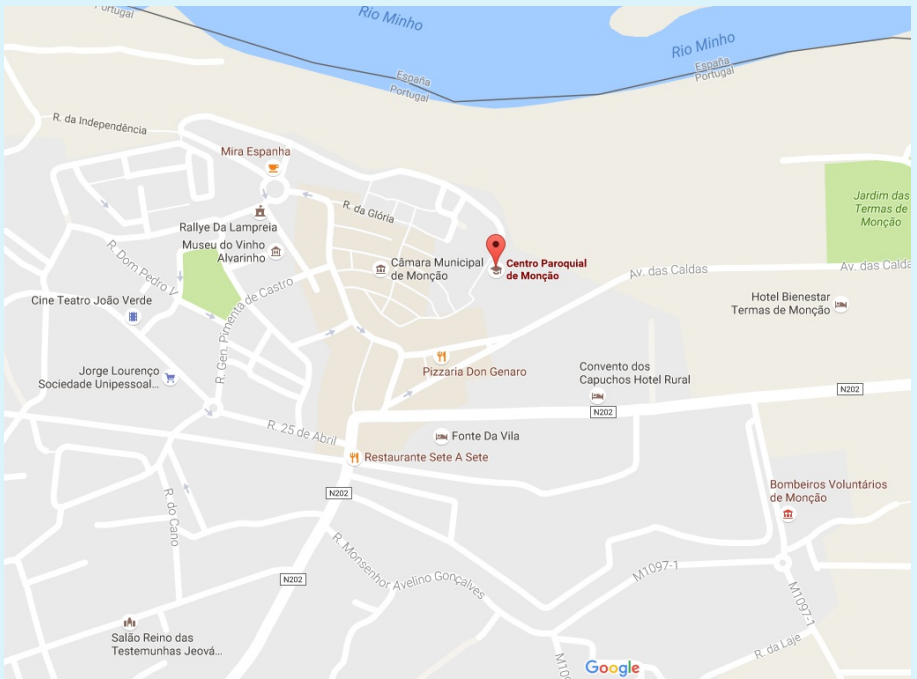 Portugal
Rio Minho
Rio Minho
España
Portugal
España
Portugal
R. da Independência
Mira Espanha
Jardim das
Termas de
Monção
R. da Glória
Rallye Da Lampreia
Museu do Vinho
Alvarinho
Câmara Municipal
de Monção
Centro Paroquial
de Monção
Av. das Caldas
Av. das Calda
R. Dom Pedro V
R. Gen. Pimenta de Castro
Cine Teatro João Verde
Hotel Bienestar
Termas de Monção
Jorge Lourenço
Sociedade Unipessoal...
Pizzaria Don Genaro
Convento dos
Capuchos Hotel Rural
N202
N202
R. 25 de Abril
Fonte Da Vila
Restaurante Sete A Sete
N202
Bombeiros Voluntários
de Monção
R. do Cano
R. Monsenhor Avelino Gonçalves
N202
M1097-1
M1097-1
Salão Reino das
Testemunhas Jeová...
R. da Laje
Google